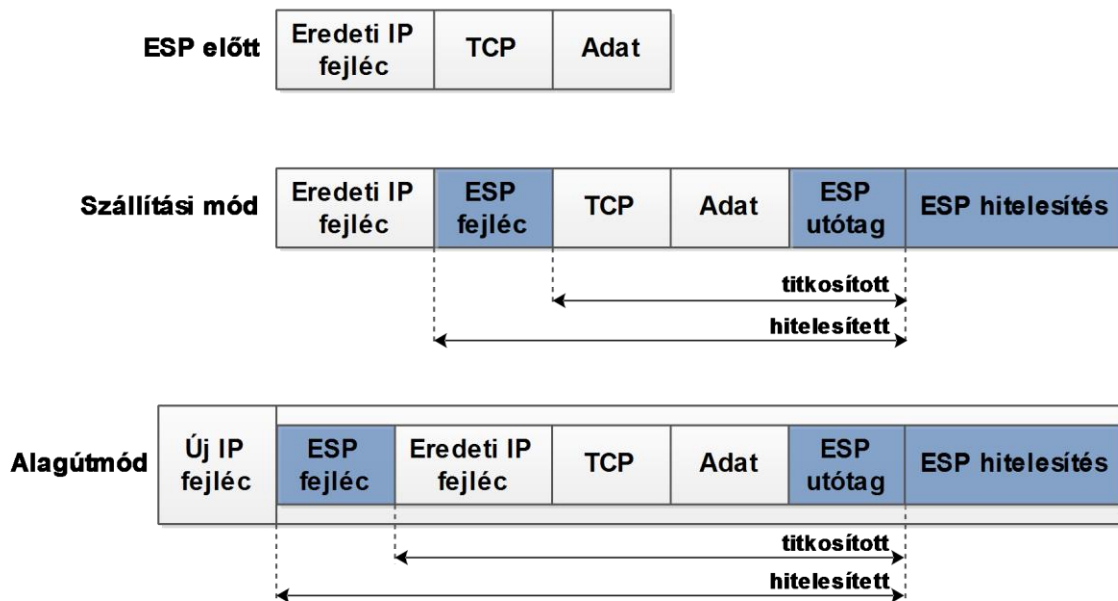 ESP előtt
Eredeti IP
fejléc
TCP
Adat
Szállítási mód
Eredeti IP
fejléc
ESP
fejléc
TCP
Adat
ESP
utótag
ESP hitelesítés
titkosított
hitelesített
Alagútmód
Új IP
fejléc
ESP
fejléc
Eredeti IP
fejléc
TCP
Adat
ESP
utótag
ESP hitelesítés
titkosított
hitelesített